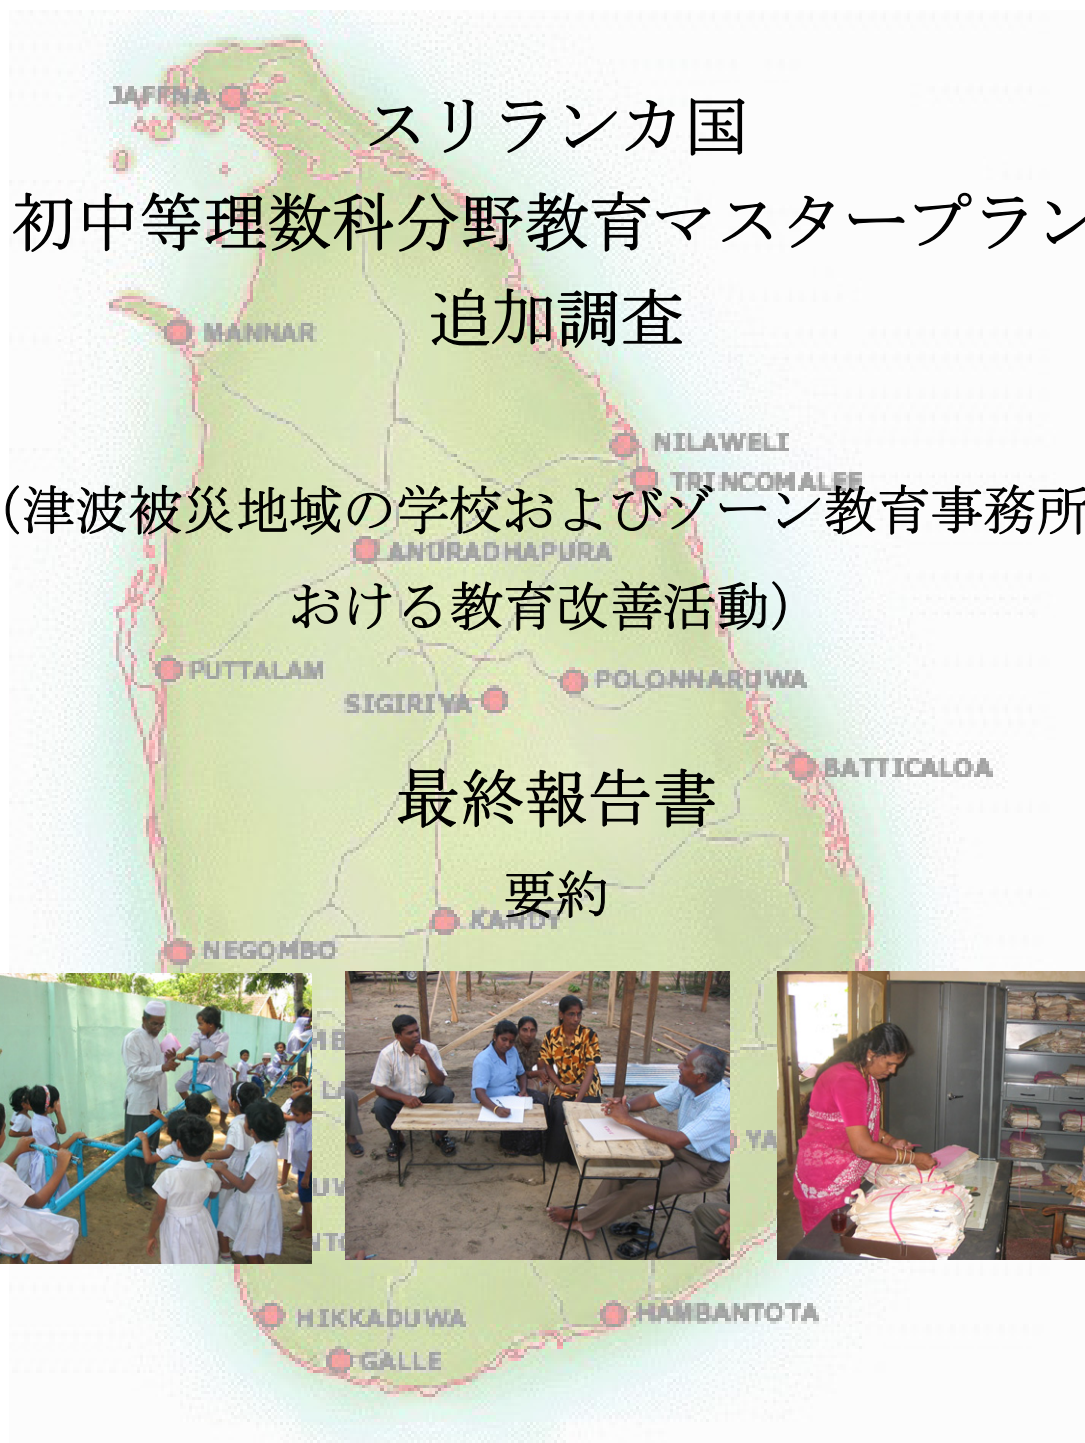 JAFFNA
スリランカ国
初中等理数科分野教育マスタープラン
追加調査
MANNAR
NILAWELI
TRINCOMALEE
（津波被災地域の学校およびゾーン教育事務所
ANURADHAPURA
おける教育改善活動）
PUTTALAM
POLONNARUWA
SIGIRIYA
BATTICALOA
最終報告書
要約
KANDY
NEGOMBO
YA
HIKKADUWA
HAMBANTOTA
GALLE